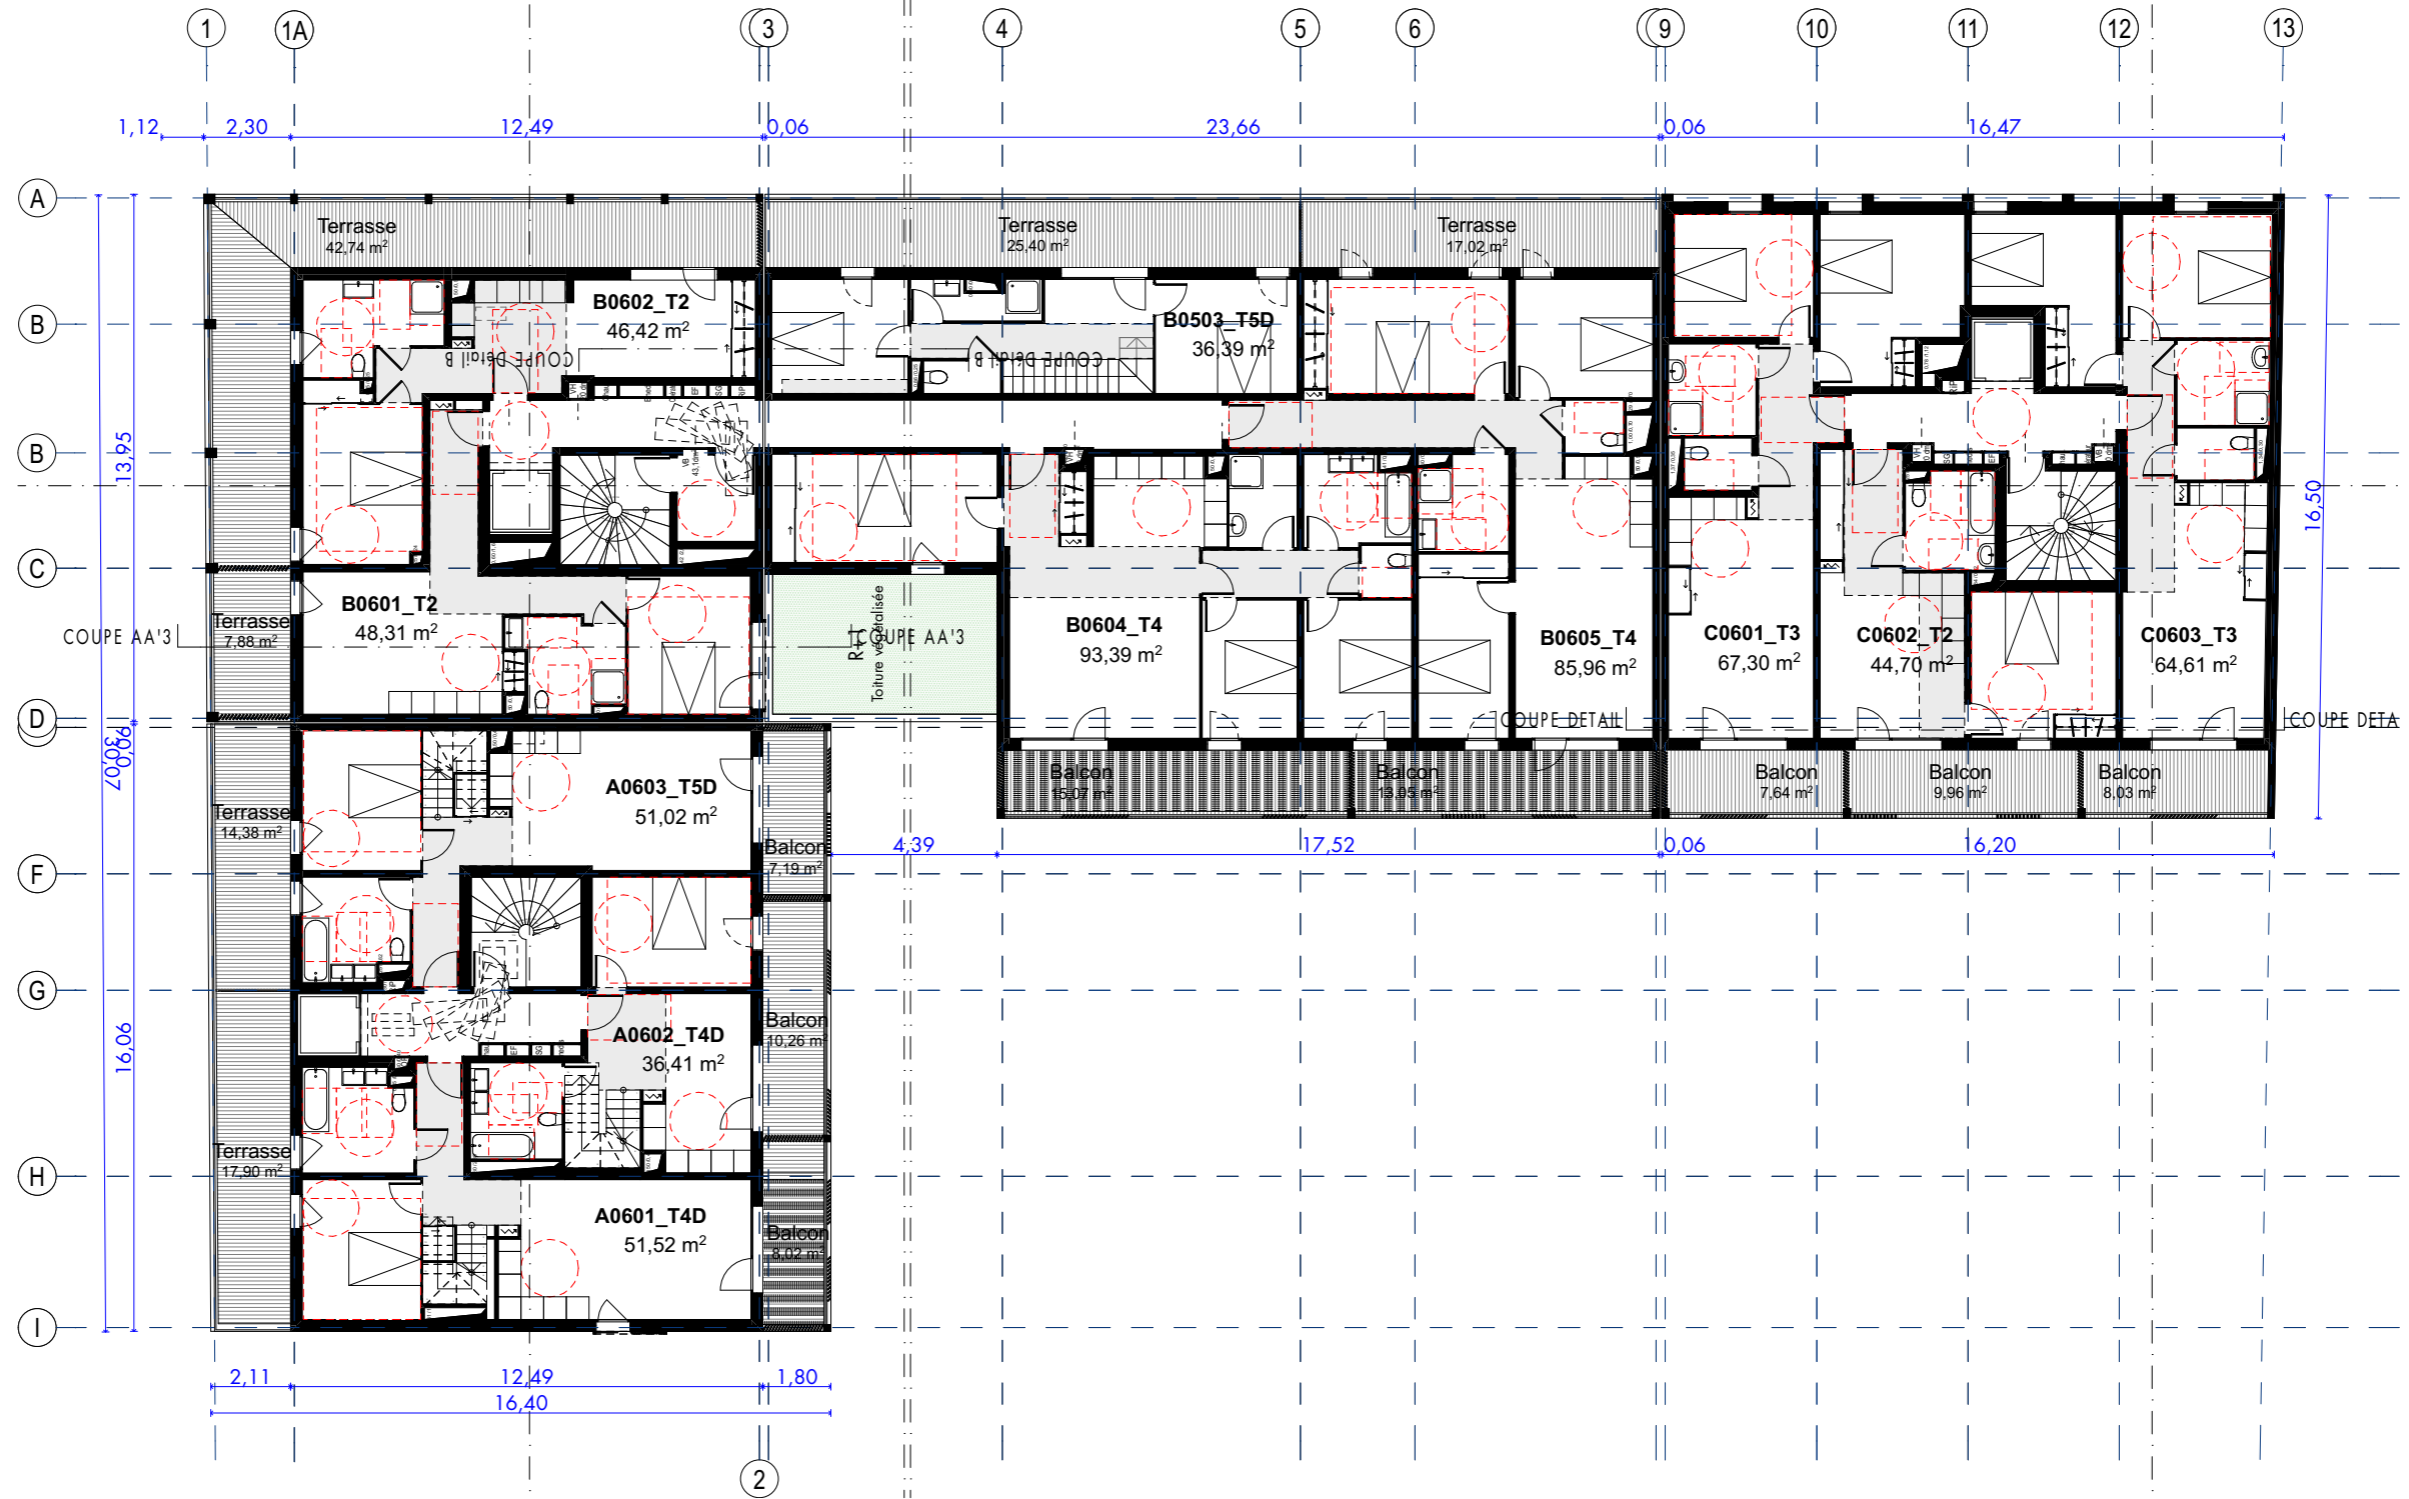 1
1A
3
4
5
6
9
10
11
12
13
1,12
2,30
12,49
0,06
23,66
0,06
16,47
A
B
B
C
D
F
G
H
I
13,95
0,06
30,07
16,06
16,50
Terrasse
42,74 m²
Terrasse
25,40 m²
Terrasse
17,02 m²
B0602_T2
46,42 m²
COUPE Détail B
B0503_T5D
36,39 m²
COUPE Détail B
B0601_T2
48,31 m²
Terrasse
7,88 m²
COUPE AA'3
COUPE AA'3
R+1
Toiture végétalisée
B0604_T4
93,39 m²
B0605_T4
85,96 m²
C0601_T3
67,30 m²
C0602_T2
44,70 m²
C0603_T3
64,61 m²
COUPE DETAIL
COUPE DETA
Balcon
15,07 m²
Balcon
13,05 m²
Balcon
7,64 m²
Balcon
9,96 m²
Balcon
8,03 m²
4,39
17,52
0,06
16,20
A0603_T5D
51,02 m²
Terrasse
14,38 m²
Balcon
7,19 m²
A0602_T4D
36,41 m²
Balcon
10,26 m²
Terrasse
17,90 m²
A0601_T4D
51,52 m²
Balcon
8,02 m²
2,11
12,49
1,80
16,40
2